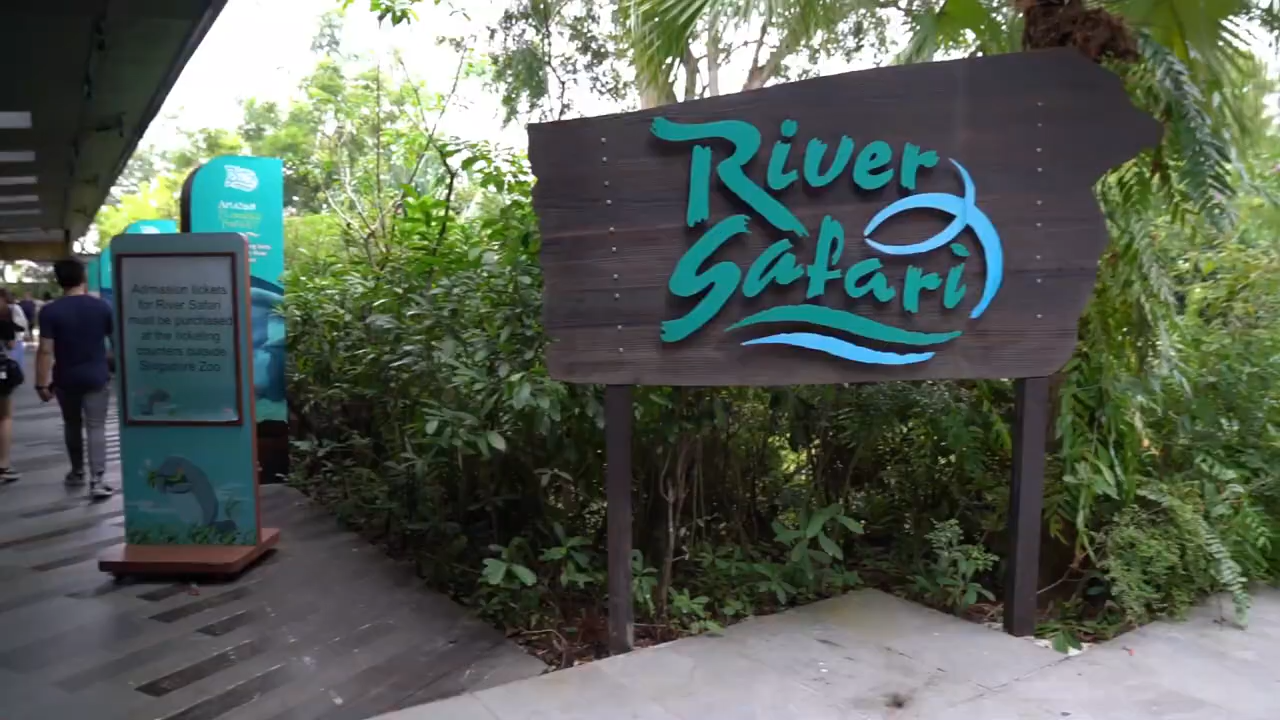 River
Safari
Admission tickets
for River Safari
must be purchased
at the ticketing
counters outside
Singapore Zoo